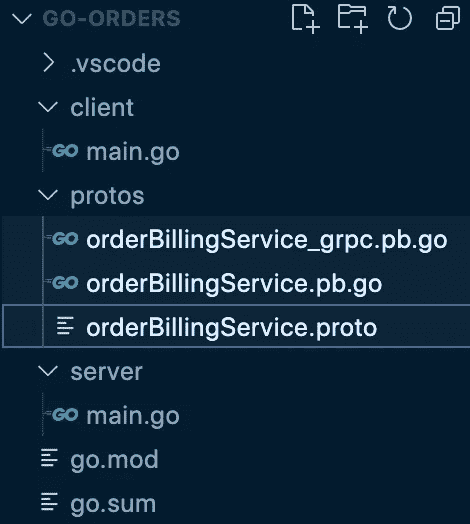 GO-ORDERS
.vscode
client
GO main.go
protos
GO orderBillingService_grpc.pb.go
GO orderBillingService.pb.go
orderBillingService.proto
server
GO main.go
go.mod
go.sum